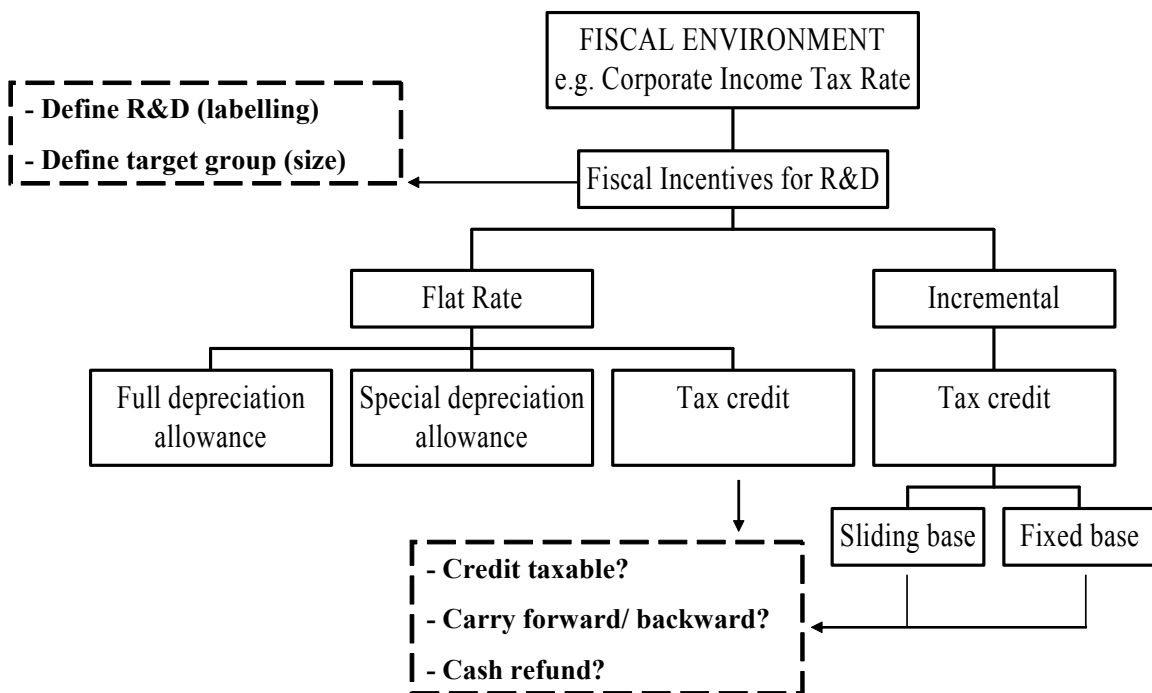 FISCAL ENVIRONMENT
e.g. Corporate Income Tax Rate
- Define R&D (labelling)
- Define target group (size)
Fiscal Incentives for R&D
Flat Rate
Incremental
Full depreciation
allowance
Special depreciation
allowance
Tax credit
Tax credit
Sliding base
Fixed base
- Credit taxable?
- Carry forward/ backward?
- Cash refund?